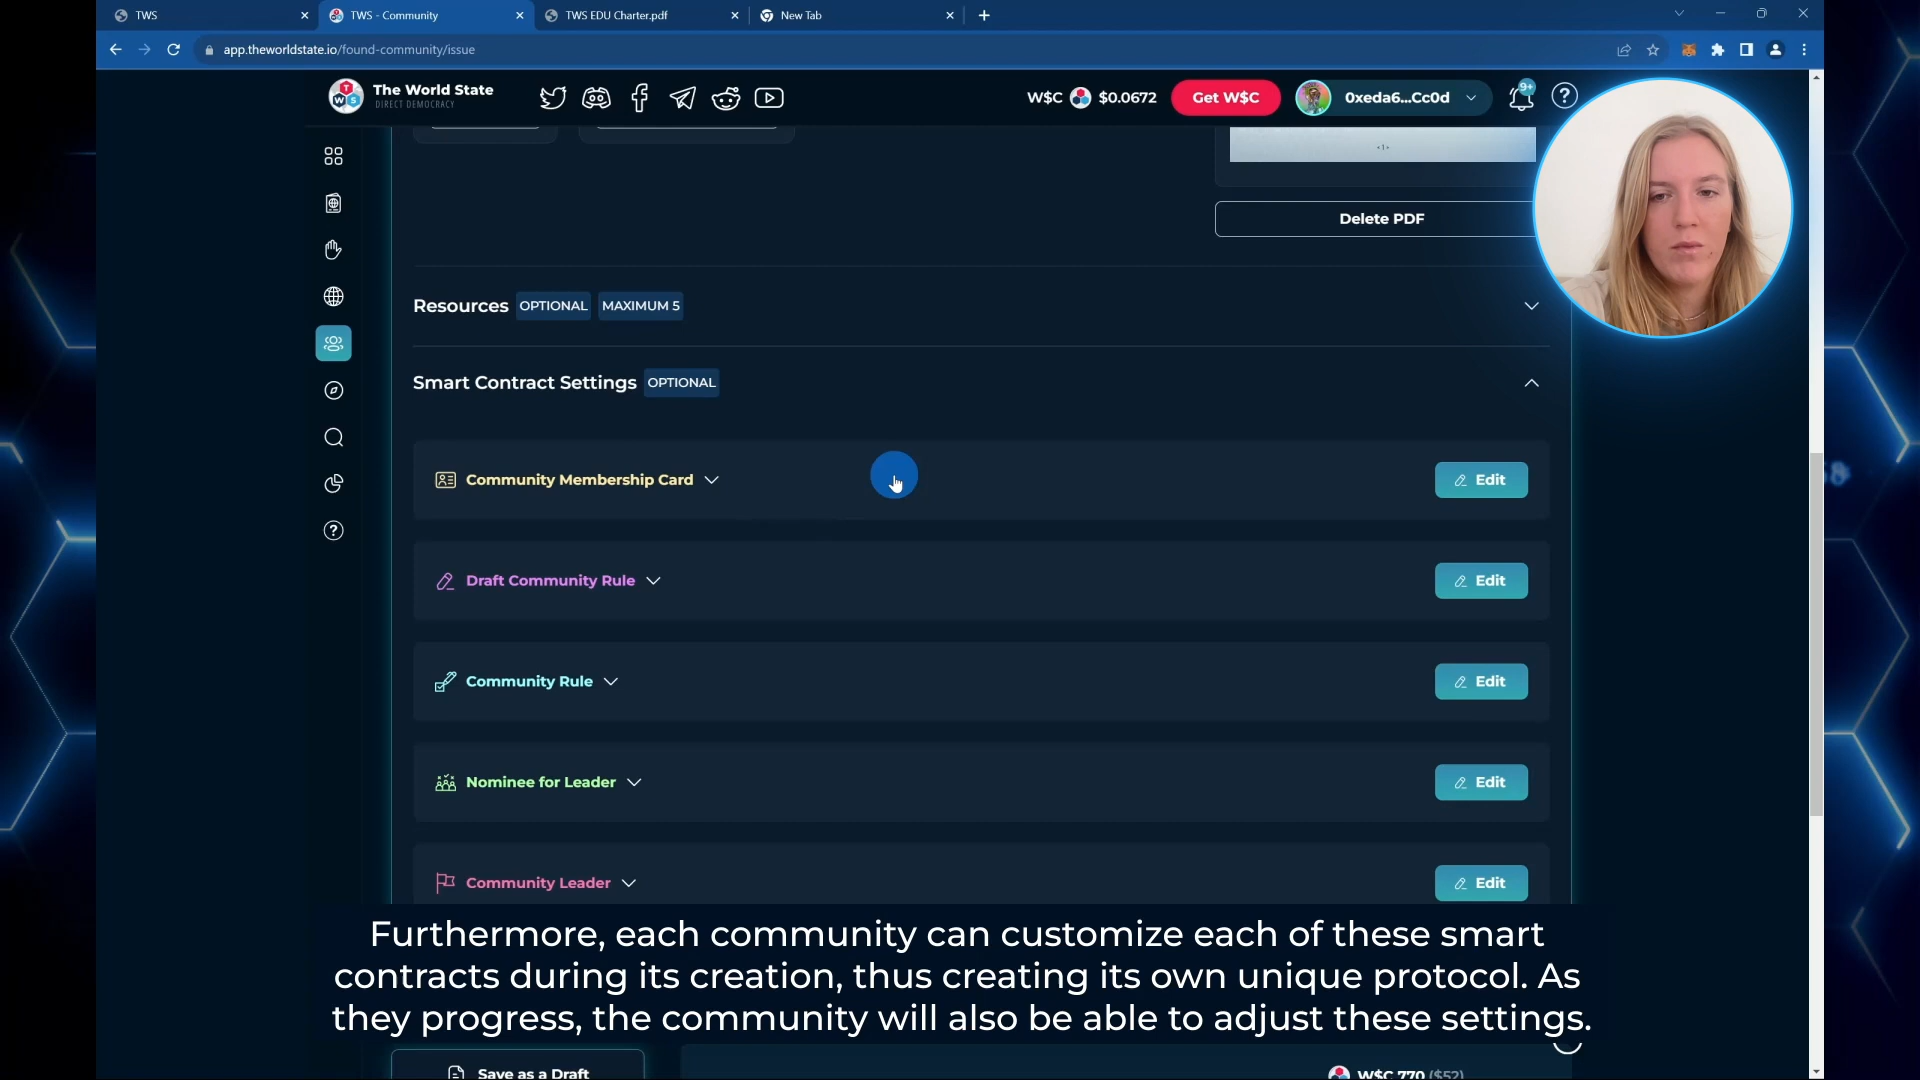 TWS
TWS - Community
TWS EDU Charter.pdf
New Tab
app.theworldstate.io/found-community/issue
The World State
DIRECT DEMOCRACY
W$C $0.0672
Get W$C
0xeda6...Cc0d
9+
Delete PDF
Resources OPTIONAL MAXIMUM 5
Smart Contract Settings OPTIONAL
Community Membership Card Edit
Draft Community Rule Edit
Community Rule Edit
Nominee for Leader Edit
Community Leader Edit
Furthermore, each community can customize each of these smart
contracts during its creation, thus creating its own unique protocol. As
they progress, the community will also be able to adjust these settings.
Save as a Draft
W$C 770 ($52)